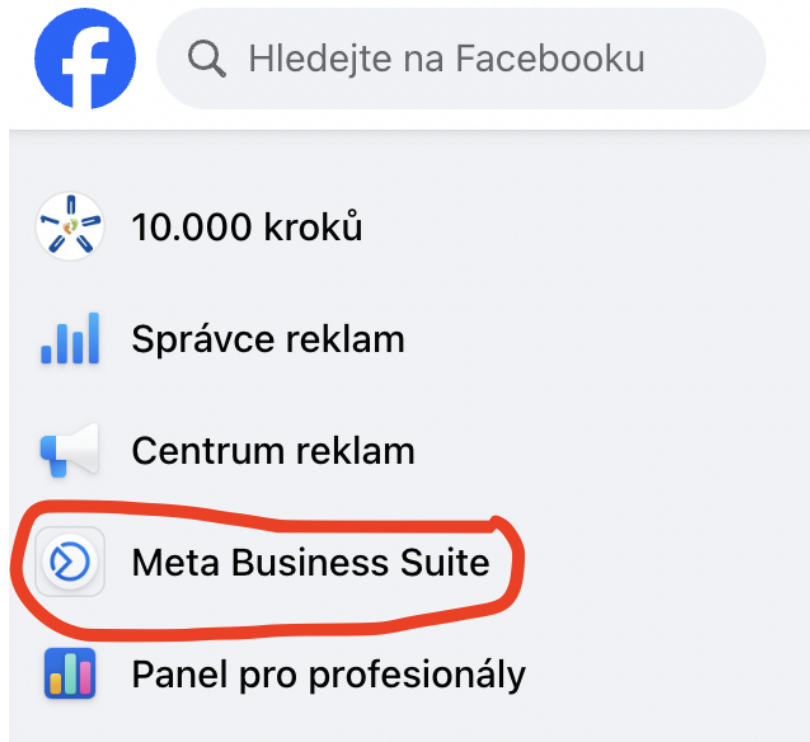 Hledejte na Facebooku
10.000 kroků
Správce reklam
Centrum reklam
Meta Business Suite
Panel pro profesionály